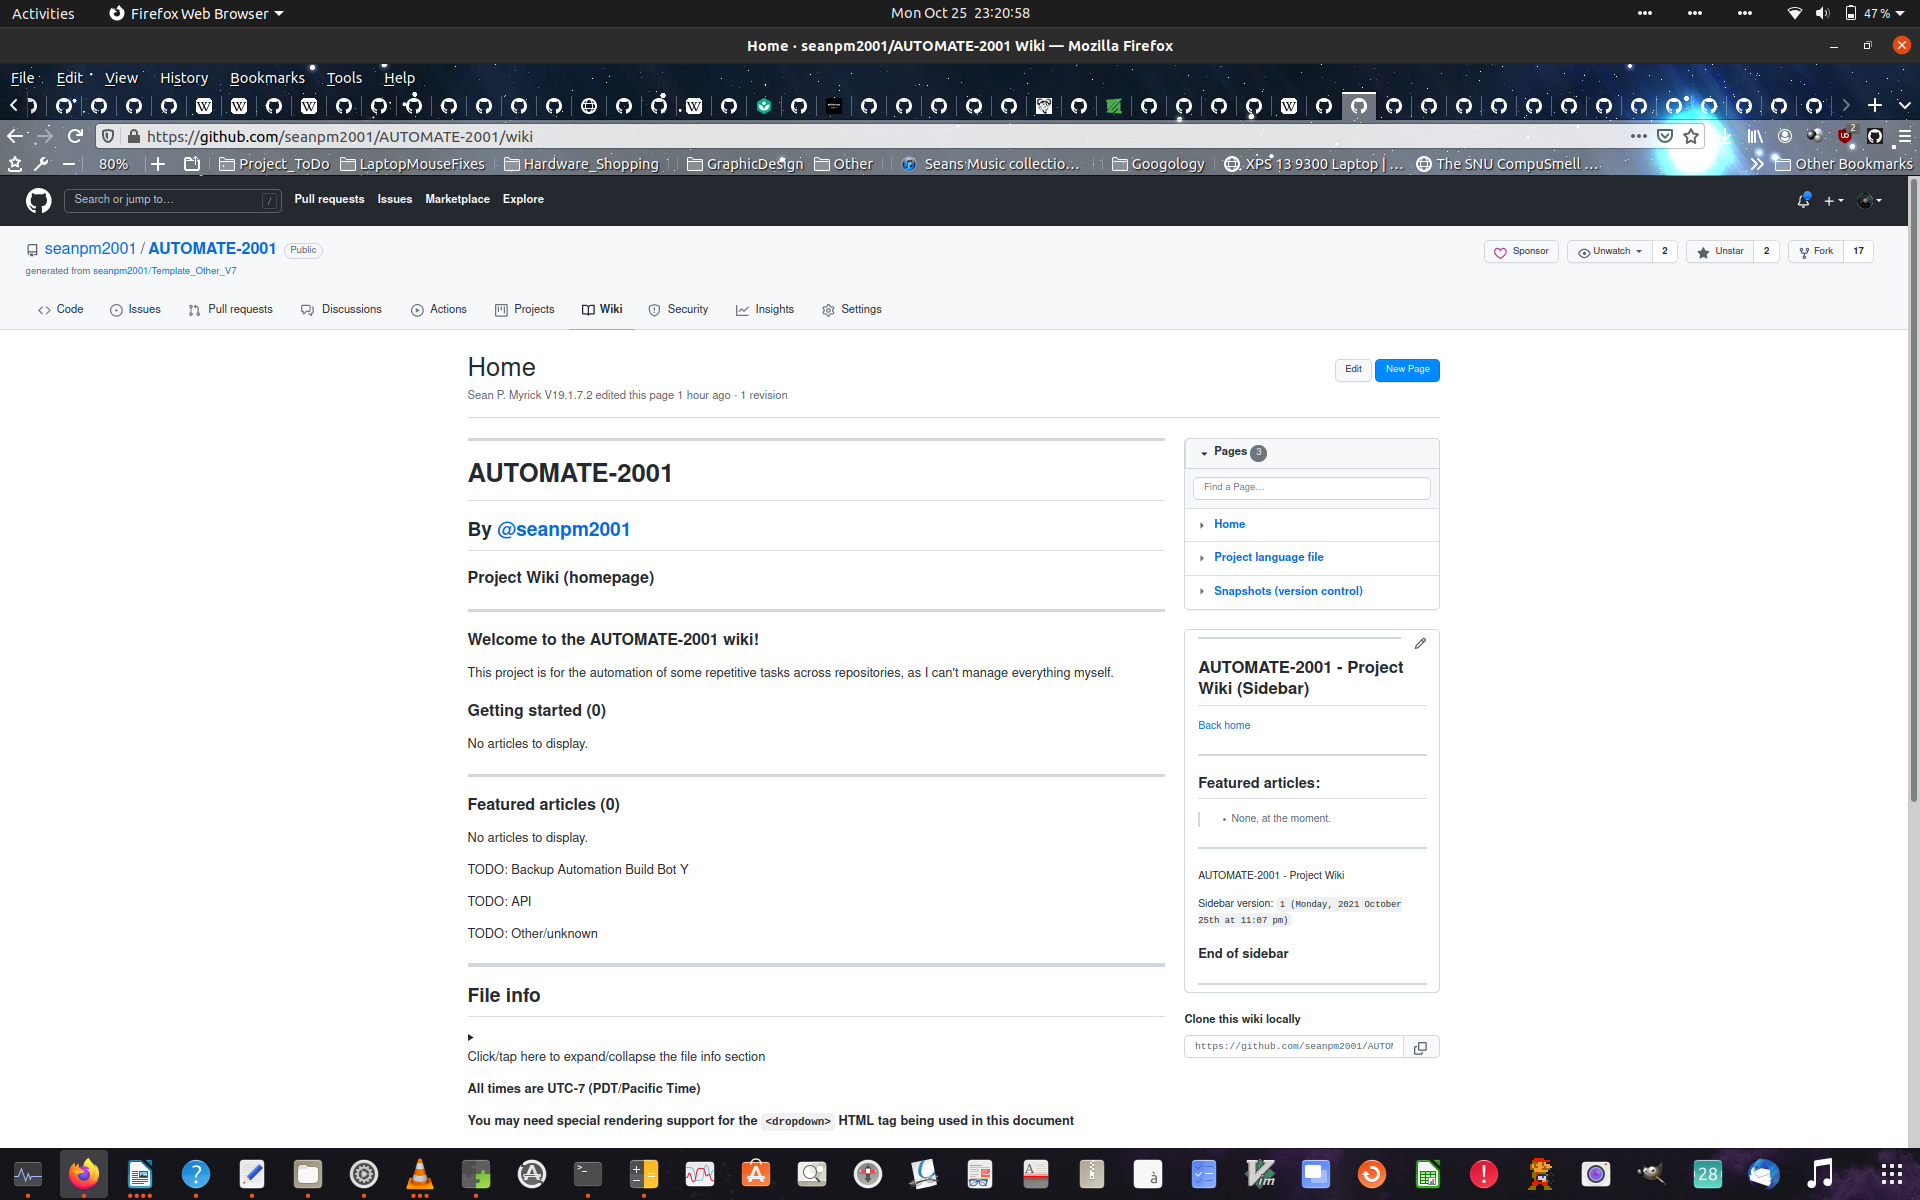 Activities
Firefox Web Browser
Mon Oct 25 23:20:58
47 %
Home · seanpm2001/AUTOMATE-2001 Wiki — Mozilla Firefox
File Edit View History Bookmarks Tools Help
https://github.com/seanpm2001/AUTOMATE-2001/wiki
80% Project_ToDo LaptopMouseFixes Hardware_Shopping GraphicDesign Other Seans Music collectio… Googology XPS 13 9300 Laptop | … The SNU CompuSmell … Other Bookmarks
Search or jump to… / Pull requests Issues Marketplace Explore
seanpm2001 / AUTOMATE-2001 Public
Sponsor Unwatch 2 Unstar 2 Fork 17
generated from seanpm2001/Template_Other_V7
Code Issues Pull requests Discussions Actions Projects Wiki Security Insights Settings
Home
Edit New Page
Sean P. Myrick V19.1.7.2 edited this page 1 hour ago · 1 revision
AUTOMATE-2001
By @seanpm2001
Project Wiki (homepage)
Welcome to the AUTOMATE-2001 wiki!
This project is for the automation of some repetitive tasks across repositories, as I can't manage everything myself.
Getting started (0)
No articles to display.
Featured articles (0)
No articles to display.
TODO: Backup Automation Build Bot Y
TODO: API
TODO: Other/unknown
File info
Click/tap here to expand/collapse the file info section
All times are UTC-7 (PDT/Pacific Time)
You may need special rendering support for the <dropdown> HTML tag being used in this document
Pages 3
Find a Page…
Home
Project language file
Snapshots (version control)
AUTOMATE-2001 - Project
Wiki (Sidebar)
Back home
Featured articles:
• None, at the moment.
AUTOMATE-2001 - Project Wiki
Sidebar version: 1 (Monday, 2021 October
25th at 11:07 pm)
End of sidebar
Clone this wiki locally
https://github.com/seanpm2001/AUTOM
28